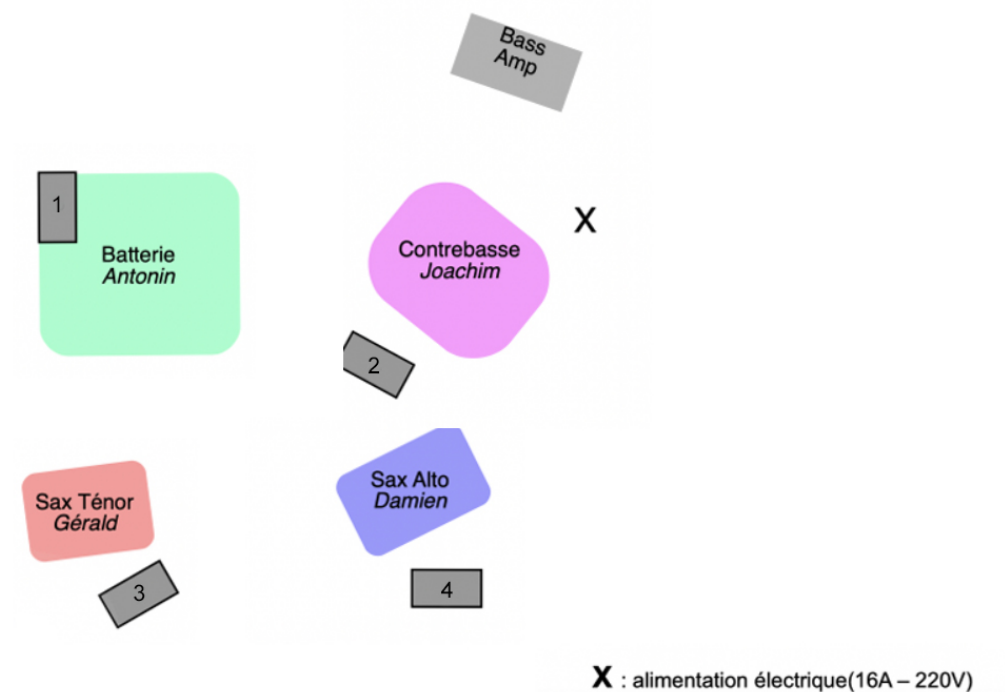 Bass
Amp
1
Batterie
Antonin
Contrebasse
Joachim
X
2
Sax Ténor
Gérald
Sax Alto
Damien
3
4
X : alimentation électrique(16A – 220V)